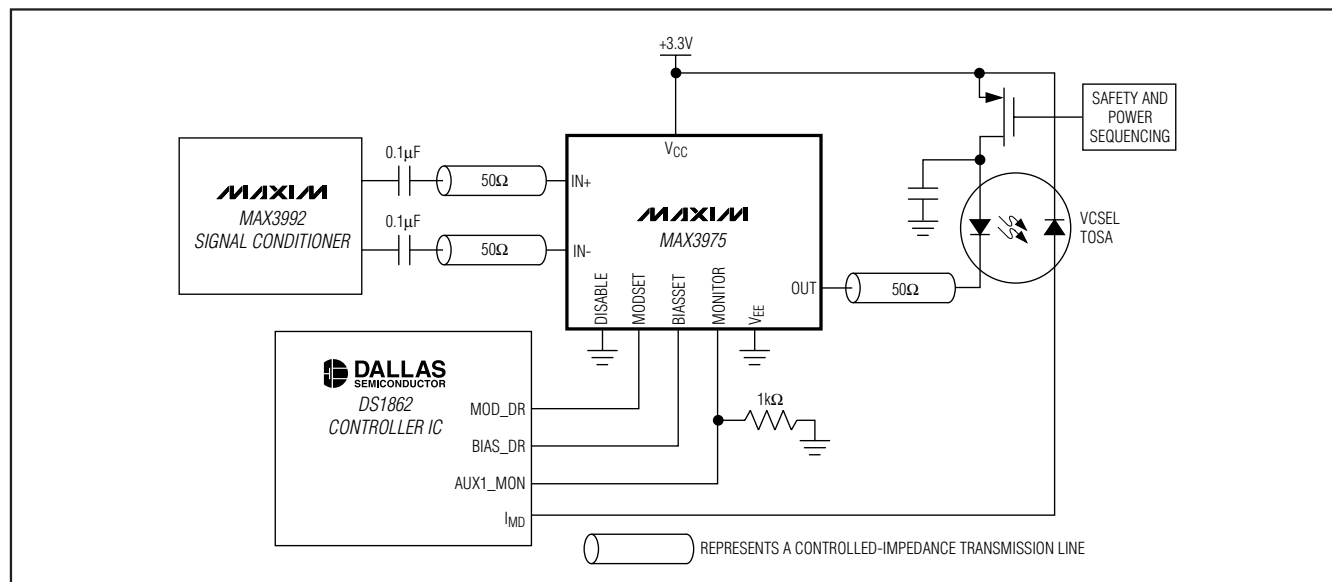 +3.3V
SAFETY AND
POWER
SEQUENCING
0.1μF
50Ω
IN+
VCC
MAXIM
MAX3992
SIGNAL CONDITIONER
MAXIM
MAX3975
0.1μF
50Ω
IN-
VCSEL
TOSA
DISABLE
MODSET
BIASSET
MONITOR
VEE
OUT
50Ω
DALLAS
SEMICONDUCTOR
DS1862
CONTROLLER IC
MOD_DR
BIAS_DR
AUX1_MON
IMD
1kΩ
REPRESENTS A CONTROLLED-IMPEDANCE TRANSMISSION LINE